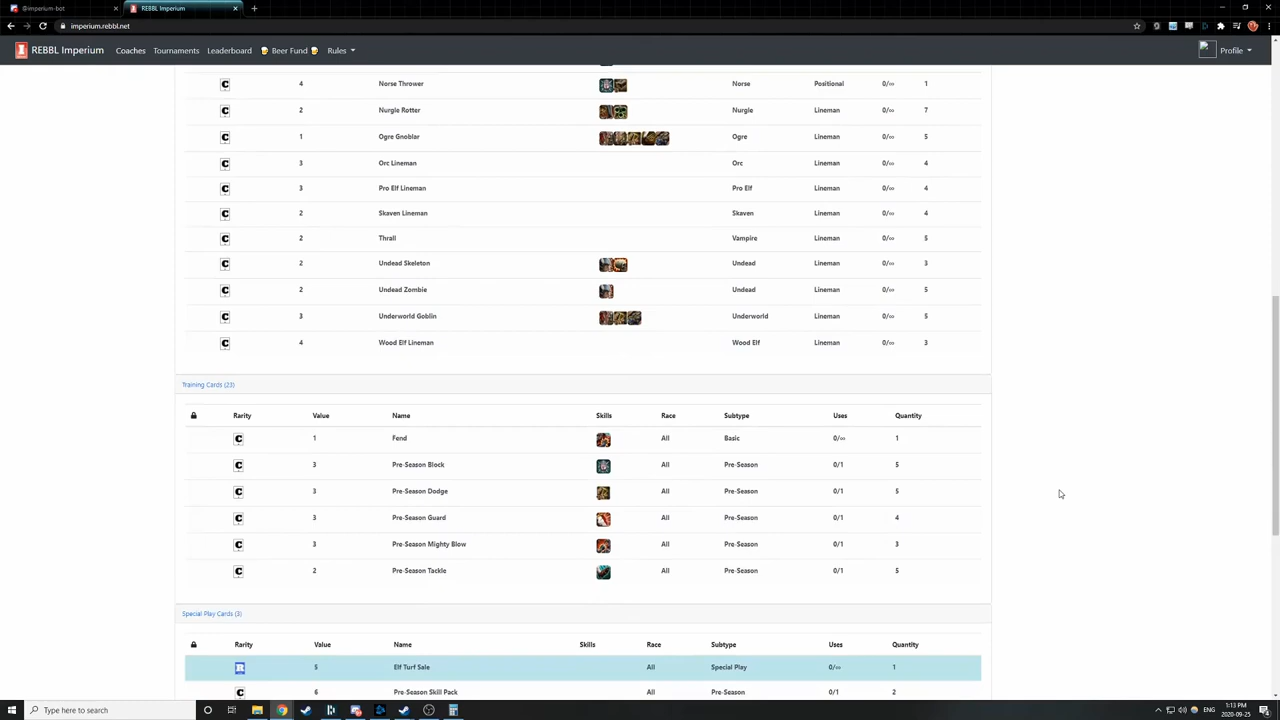 @imperium-bot
REBBL Imperium
imperium.rebbl.net
REBBL Imperium Coaches Tournaments Leaderboard Beer Fund Rules Profile
C 4 Norse Thrower Norse Positional 0/∞ 1
C 2 Nurgle Rotter Nurgle Lineman 0/∞ 7
C 1 Ogre Gnoblar Ogre Lineman 0/∞ 5
C 3 Orc Lineman Orc Lineman 0/∞ 4
C 3 Pro Elf Lineman Pro Elf Lineman 0/∞ 4
C 2 Skaven Lineman Skaven Lineman 0/∞ 4
C 2 Thrall Vampire Lineman 0/∞ 5
C 2 Undead Skeleton Undead Lineman 0/∞ 3
C 2 Undead Zombie Undead Lineman 0/∞ 5
C 3 Underworld Goblin Underworld Lineman 0/∞ 5
C 4 Wood Elf Lineman Wood Elf Lineman 0/∞ 3
Training Cards (23)
Rarity Value Name Skills Race Subtype Uses Quantity
C 1 Fend All Basic 0/∞ 1
C 3 Pre-Season Block All Pre-Season 0/1 5
C 3 Pre-Season Dodge All Pre-Season 0/1 5
C 3 Pre-Season Guard All Pre-Season 0/1 4
C 3 Pre-Season Mighty Blow All Pre-Season 0/1 3
C 2 Pre-Season Tackle All Pre-Season 0/1 5
Special Play Cards (3)
Rarity Value Name Skills Race Subtype Uses Quantity
R 5 Elf Turf Sale All Special Play 0/∞ 1
C 6 Pre-Season Skill Pack All Pre-Season 0/1 2
Type here to search
ENG
1:13 PM
2020-09-25